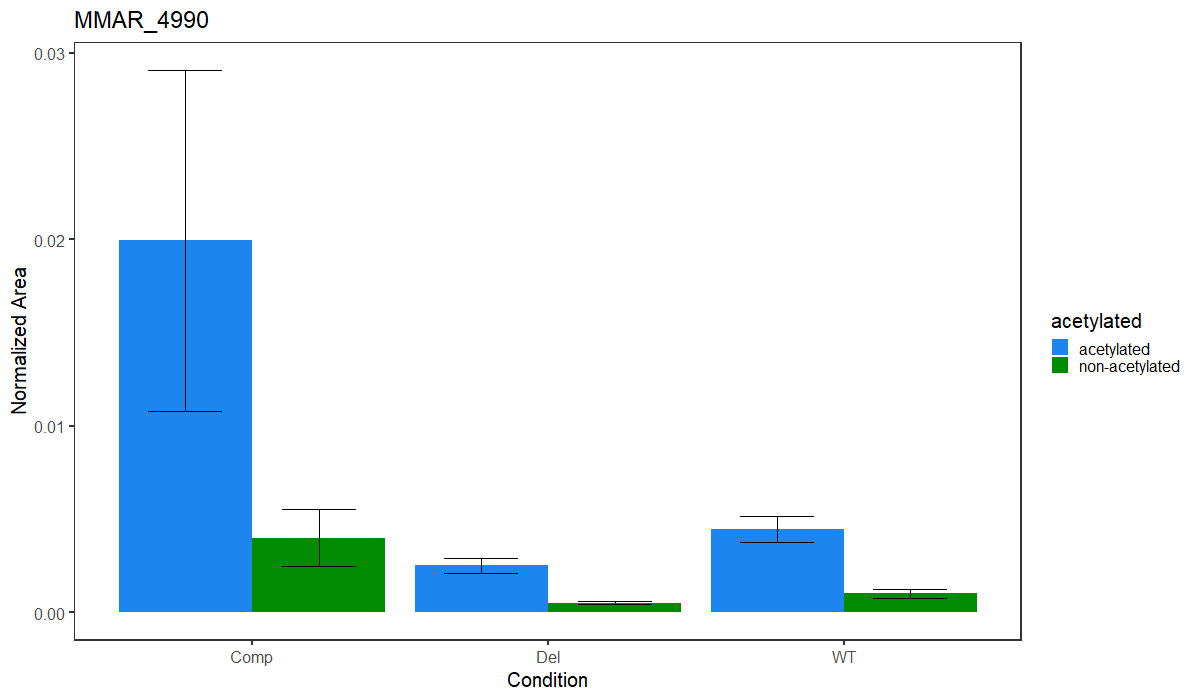 MMAR_4990
0.03
0.02
0.01
0.00
Normalized Area
Comp
Del
WT
Condition
acetylated
acetylated
non-acetylated